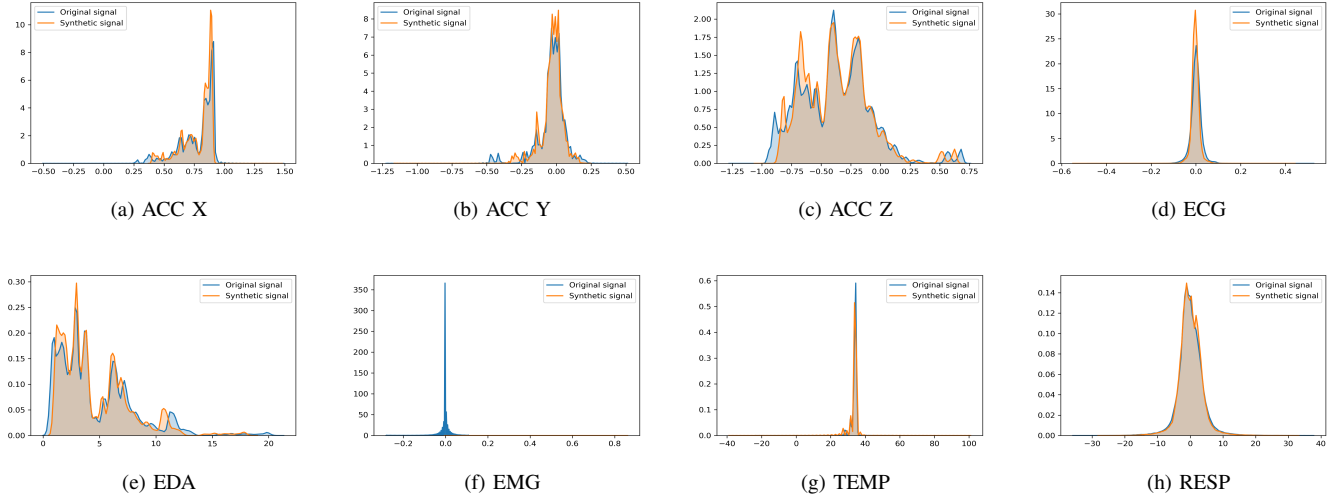 Original signal
Synthetic signal
10
8
6
4
2
0
−0.50 −0.25 0.00 0.25 0.50 0.75 1.00 1.25 1.50
(a) ACC X
Original signal
Synthetic signal
8
7
6
5
4
3
2
1
0
−1.25 −1.00 −0.75 −0.50 −0.25 0.00 0.25 0.50
(b) ACC Y
Original signal
Synthetic signal
2.00
1.75
1.50
1.25
1.00
0.75
0.50
0.25
0.00
−1.25 −1.00 −0.75 −0.50 −0.25 0.00 0.25 0.50 0.75
(c) ACC Z
Original signal
Synthetic signal
30
25
20
15
10
5
0
−0.6 −0.4 −0.2 0.0 0.2 0.4
(d) ECG
Original signal
Synthetic signal
0.30
0.25
0.20
0.15
0.10
0.05
0.00
0 5 10 15 20
(e) EDA
Original signal
Synthetic signal
350
300
250
200
150
100
50
0
−0.2 0.0 0.2 0.4 0.6 0.8
(f) EMG
Original signal
Synthetic signal
0.6
0.5
0.4
0.3
0.2
0.1
0.0
−40 −20 0 20 40 60 80 100
(g) TEMP
Original signal
Synthetic signal
0.14
0.12
0.10
0.08
0.06
0.04
0.02
0.00
−30 −20 −10 0 10 20 30 40
(h) RESP